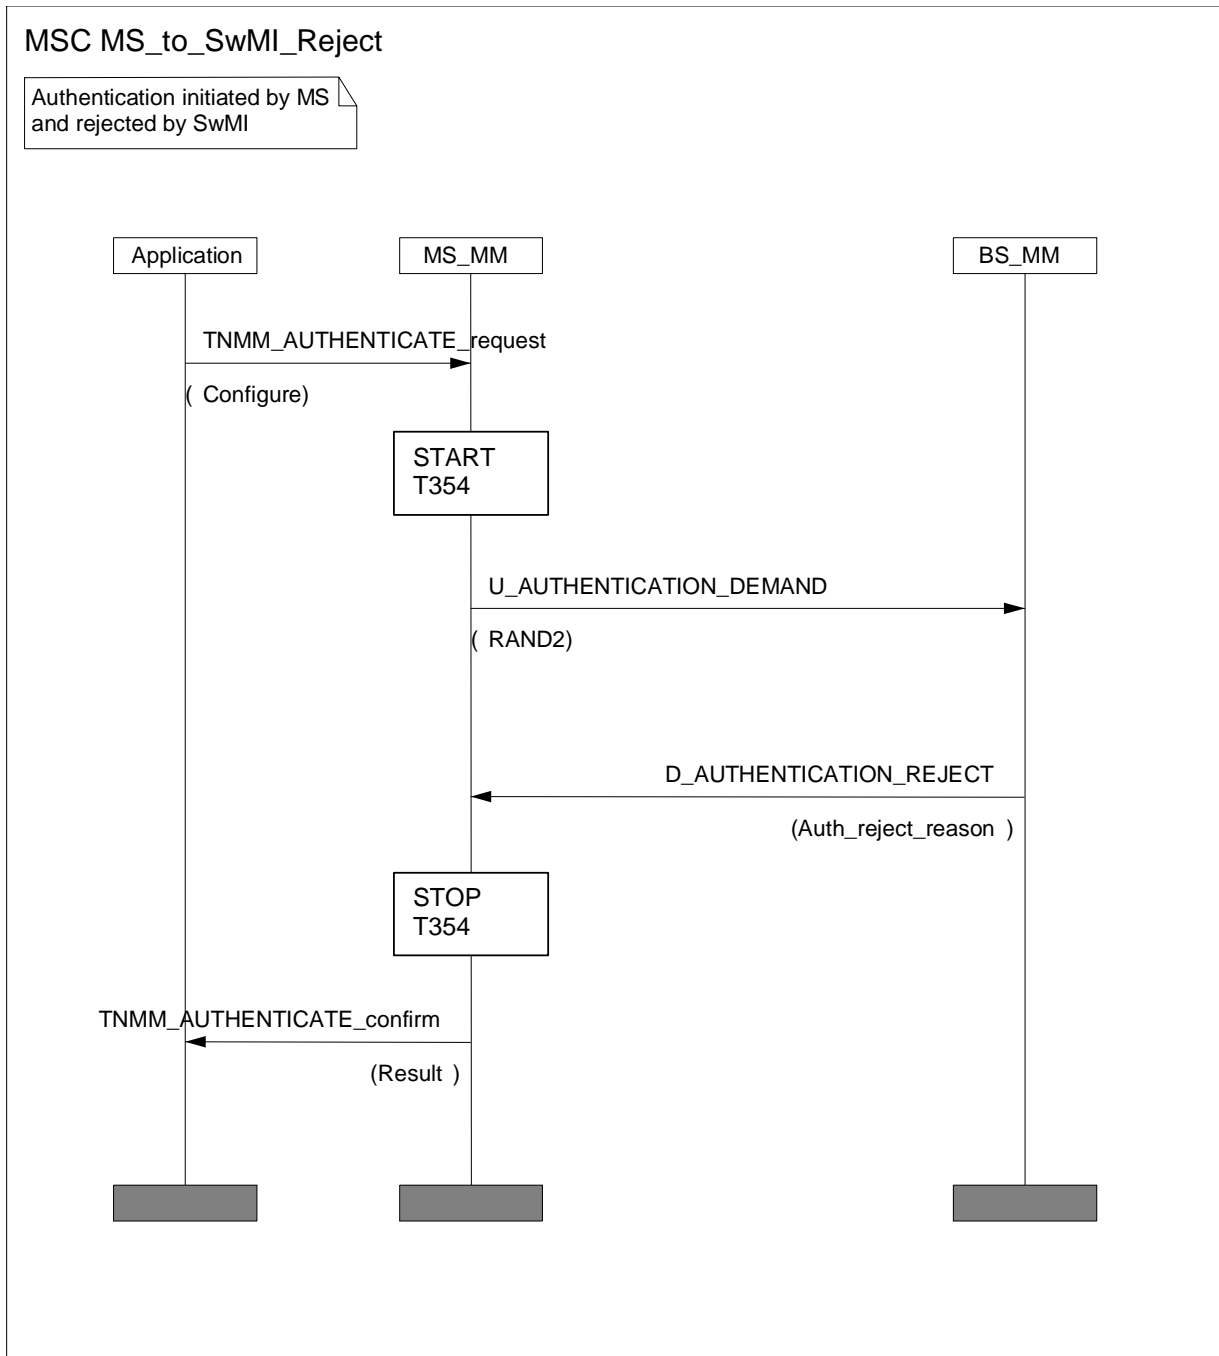 MSC MS_to_SwMI_Reject
Authentication initiated by MS
and rejected by SwMI
Application
MS_MM
BS_MM
TNMM_AUTHENTICATE_request
( Configure)
START
T354
U_AUTHENTICATION_DEMAND
( RAND2)
D_AUTHENTICATION_REJECT
(Auth_reject_reason )
STOP
T354
TNMM_AUTHENTICATE_confirm
(Result )